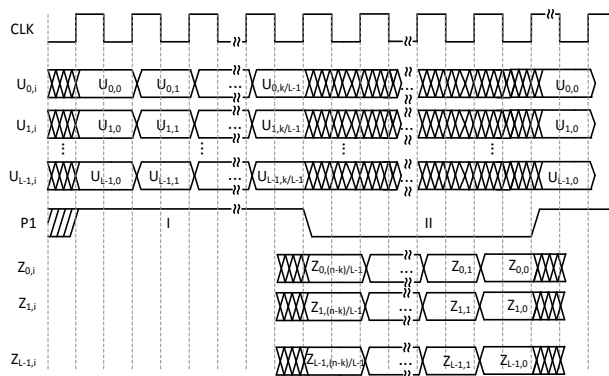 CLK
U0,i U0,0 U0,1 ... U0,k/L-1 ... U0,0
U1,i U1,0 U1,1 ... U1,k/L-1 ... U1,0
⋮ ⋮ ⋮ ⋮ ⋮
UL-1,i UL-1,0 UL-1,1 ... UL-1,k/L-1 ... UL-1,0
P1 I II
Z0,i Z0,(n-k)/L-1 ... Z0,1 Z0,0
Z1,i Z1,(n-k)/L-1 ... Z1,1 Z1,0
ZL-1,i ZL-1,(n-k)/L-1 ... ZL-1,1 ZL-1,0